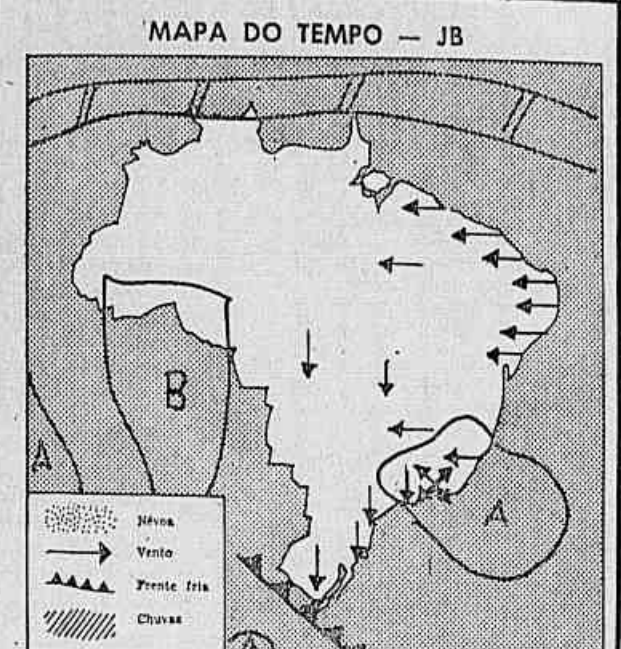 MAPA DO TEMPO — JB
B
A
A
Névoa
Vento
Frente fria
Chuvas
A